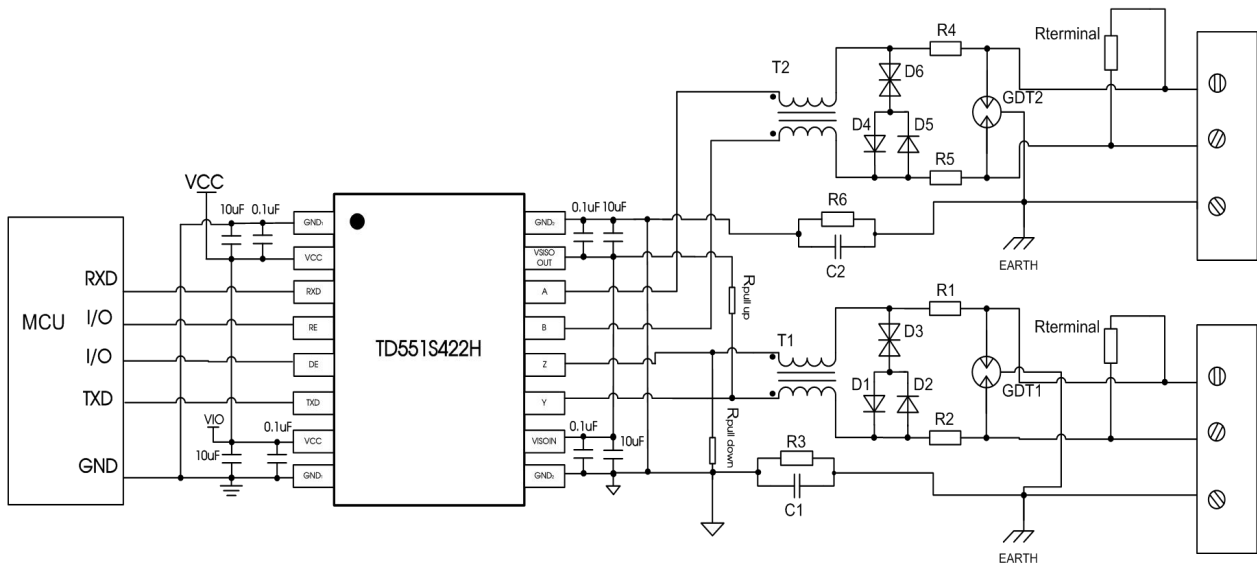 MCU
RXD
I/O
I/O
TXD
GND
VCC
10uF
0.1uF
VIO
0.1uF
10uF
TD551S422H
GND₁
VCC
RXD
RE
DE
TXD
VCC
GND₁
GND₂
VSISO
OUT
A
B
Z
Y
VISOIN
GND₂
0.1uF
10uF
0.1uF
10uF
Rpull up
Rpull down
T2
D6
D4
D5
R4
R5
GDT2
Rterminal
R6
C2
EARTH
T1
D3
D1
D2
R1
R2
GDT1
Rterminal
R3
C1
EARTH